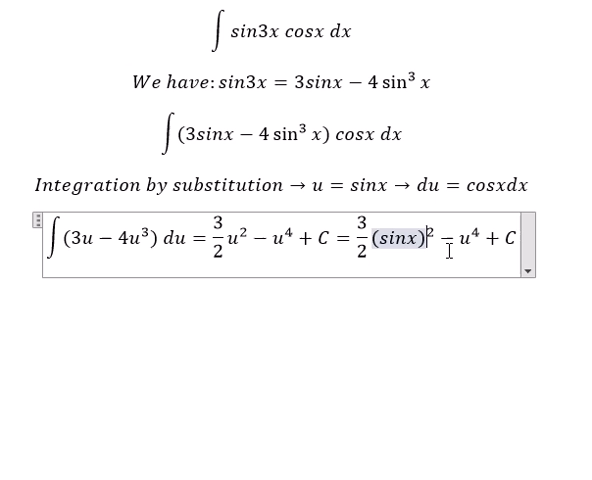 ∫ sin3x cosx dx
We have: sin3x = 3sinx − 4 sin³ x
∫ (3sinx − 4 sin³ x) cosx dx
Integration by substitution → u = sinx → du = cosxdx
∫ (3u − 4u³) du = 3/2 u² − u⁴ + C = 3/2 (sinx)² − u⁴ + C